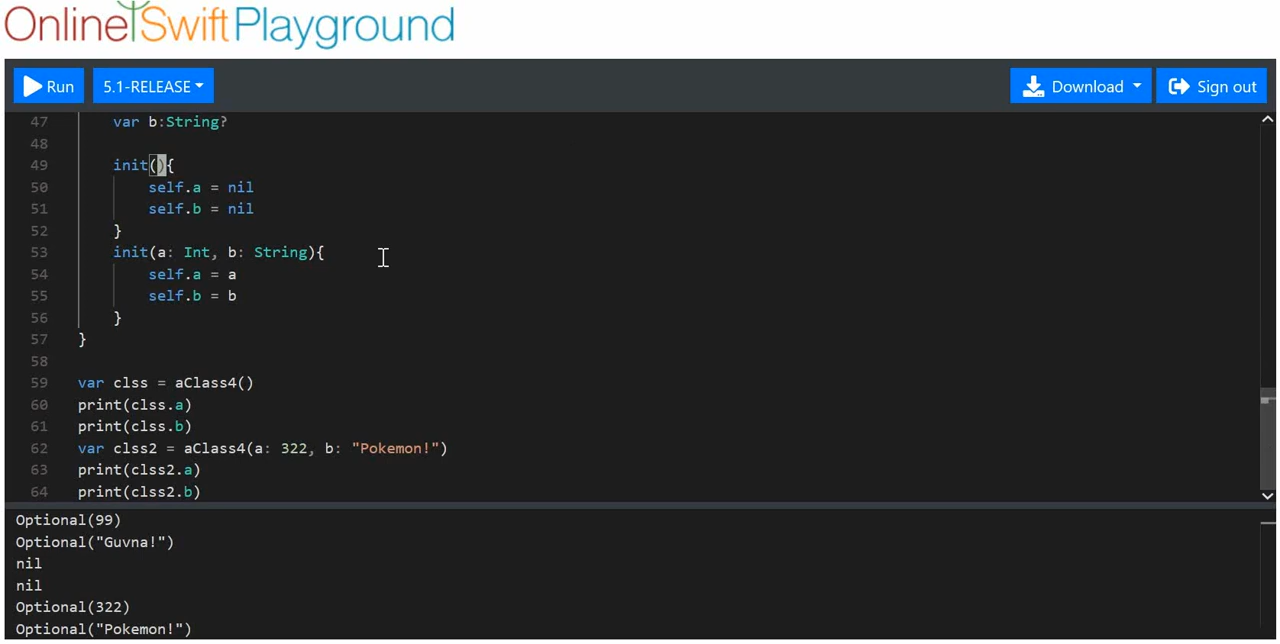 OnlineSwiftPlayground
Run 5.1-RELEASE Download Sign out
47 var b:String?
48
49 init(){
50 self.a = nil
51 self.b = nil
52 }
53 init(a: Int, b: String){
54 self.a = a
55 self.b = b
56 }
57 }
58
59 var clss = aClass4()
60 print(clss.a)
61 print(clss.b)
62 var clss2 = aClass4(a: 322, b: "Pokemon!")
63 print(clss2.a)
64 print(clss2.b)
Optional(99)
Optional("Guvna!")
nil
nil
Optional(322)
Optional("Pokemon!")